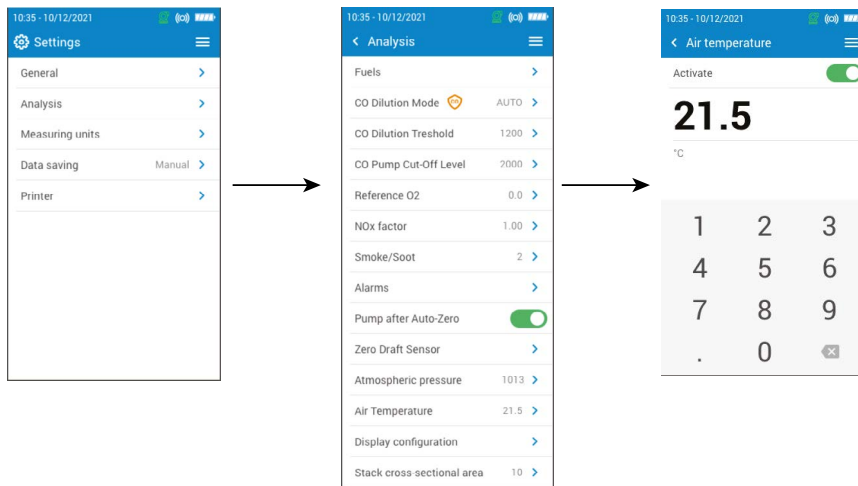 10:35 - 10/12/2021
Settings
General
Analysis
Measuring units
Data saving Manual
Printer
10:35 - 10/12/2021
Analysis
Fuels
CO Dilution Mode CO AUTO
CO Dilution Treshold 1200
CO Pump Cut-Off Level 2000
Reference O2 0.0
NOx factor 1.00
Smoke/Soot 2
Alarms
Pump after Auto-Zero
Zero Draft Sensor
Atmospheric pressure 1013
Air Temperature 21.5
Display configuration
Stack cross-sectional area 10
10:35 - 10/12/2021
Air temperature
Activate
21.5
°C
1 2 3
4 5 6
7 8 9
. 0